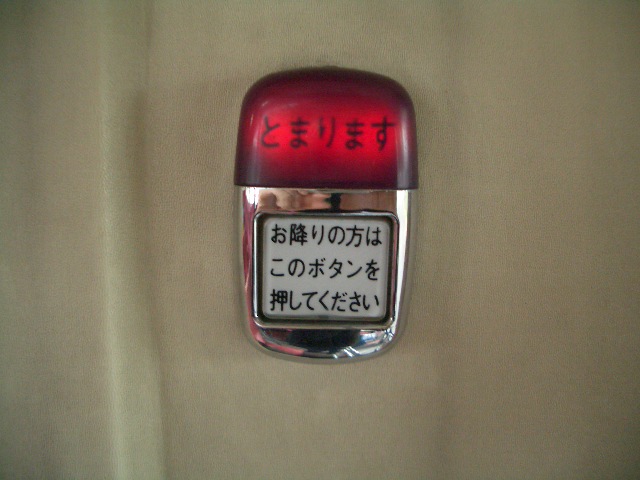 とまります
お降りの方は
このボタンを
押してください